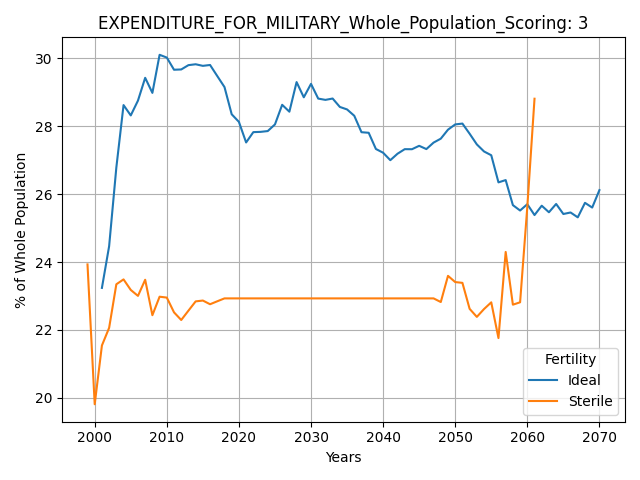 EXPENDITURE_FOR_MILITARY_Whole_Population_Scoring: 3
% of Whole Population
30
28
26
24
22
20
2000 2010 2020 2030 2040 2050 2060 2070
Years
Fertility
Ideal
Sterile